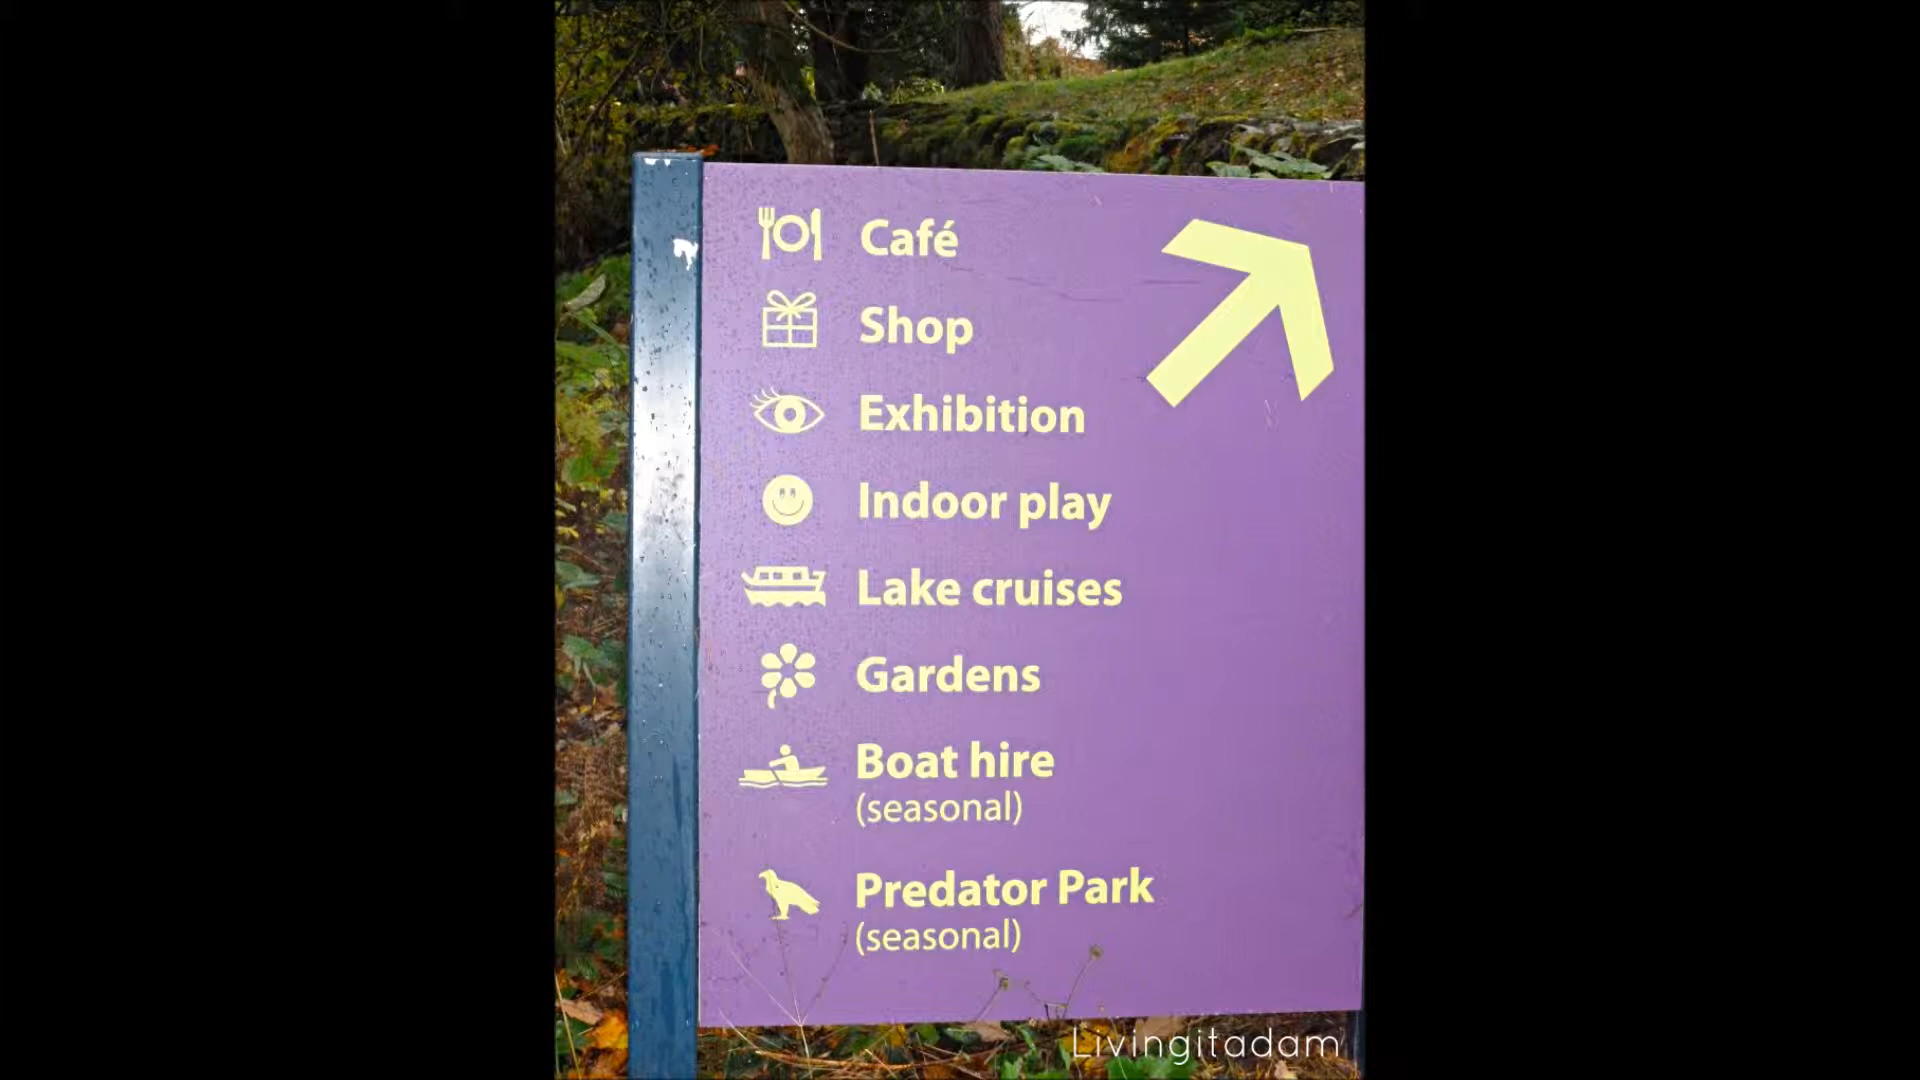 Café
Shop
Exhibition
Indoor play
Lake cruises
Gardens
Boat hire
(seasonal)
Predator Park
(seasonal)
Livingitadam